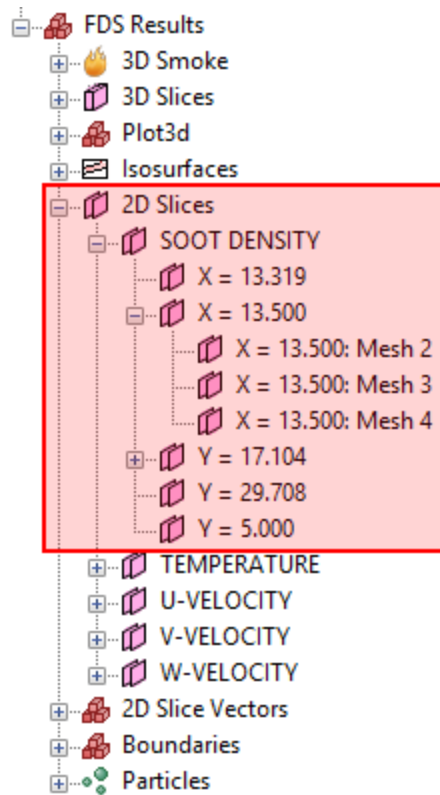 FDS Results
3D Smoke
3D Slices
Plot3d
Isosurfaces
2D Slices
SOOT DENSITY
X = 13.319
X = 13.500
X = 13.500: Mesh 2
X = 13.500: Mesh 3
X = 13.500: Mesh 4
Y = 17.104
Y = 29.708
Y = 5.000
TEMPERATURE
U-VELOCITY
V-VELOCITY
W-VELOCITY
2D Slice Vectors
Boundaries
Particles